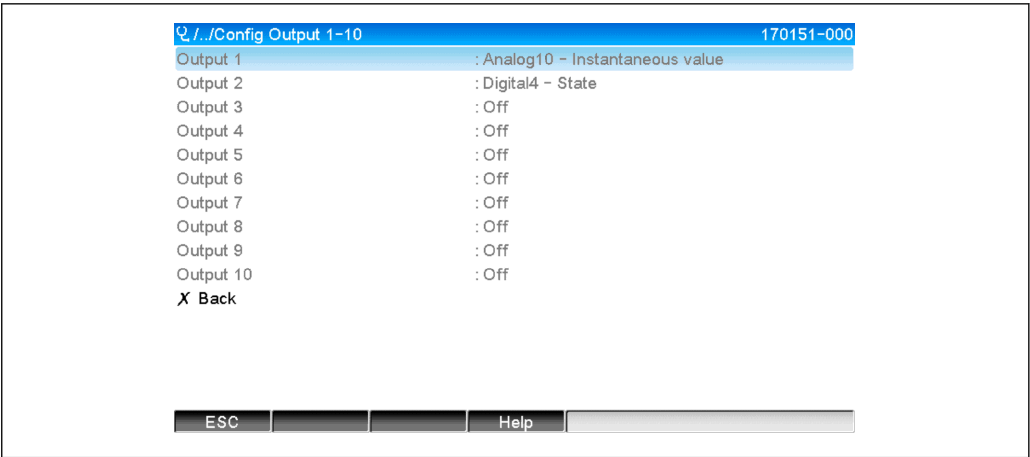 /../Config Output 1-10 170151-000
Output 1 : Analog10 - Instantaneous value
Output 2 : Digital4 - State
Output 3 : Off
Output 4 : Off
Output 5 : Off
Output 6 : Off
Output 7 : Off
Output 8 : Off
Output 9 : Off
Output 10 : Off
X Back
ESC Help